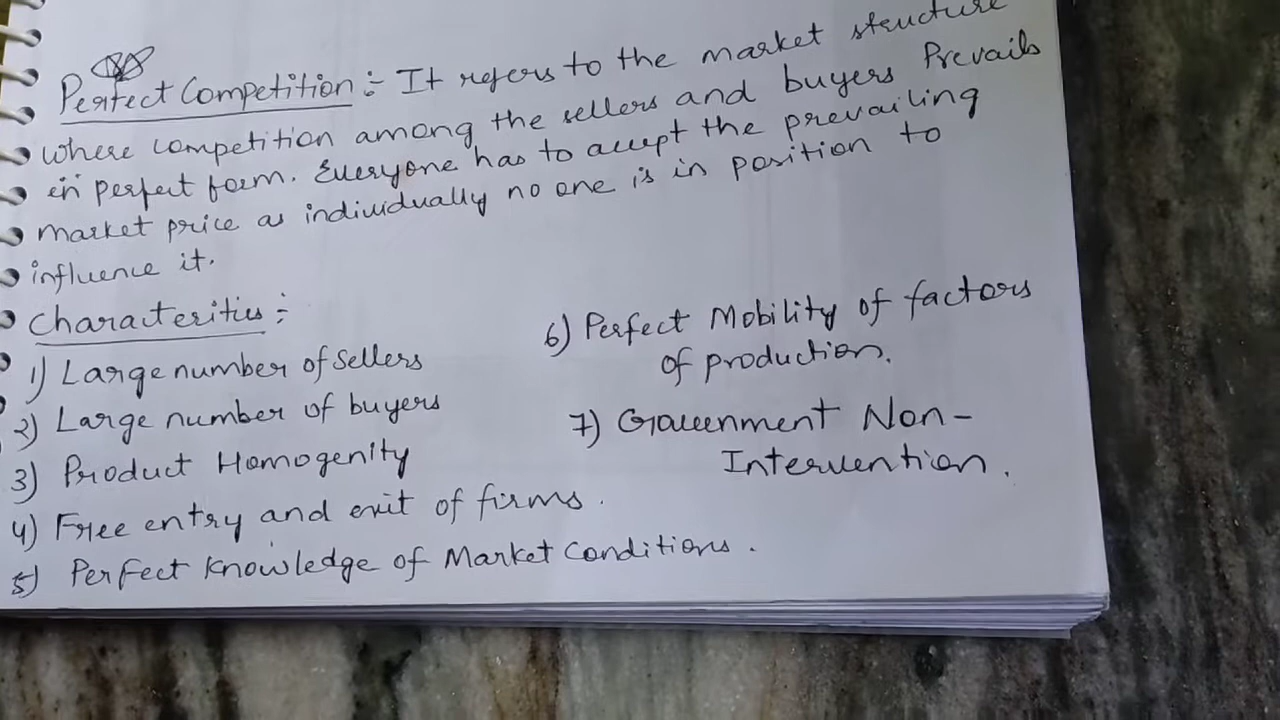 Perfect Competition :- It refers to the market structure
where competition among the sellers and buyers Prevails
in perfect form. Everyone has to accept the prevailing
market price as individually no one is in position to
influence it.
Characterities :-
1) Large number of Sellers
2) Large number of buyers
3) Product Homogenity
4) Free entry and exit of firms.
5) Perfect Knowledge of Market Conditions.
6) Perfect Mobility of factors
of production.
7) Government Non-
Intervention.